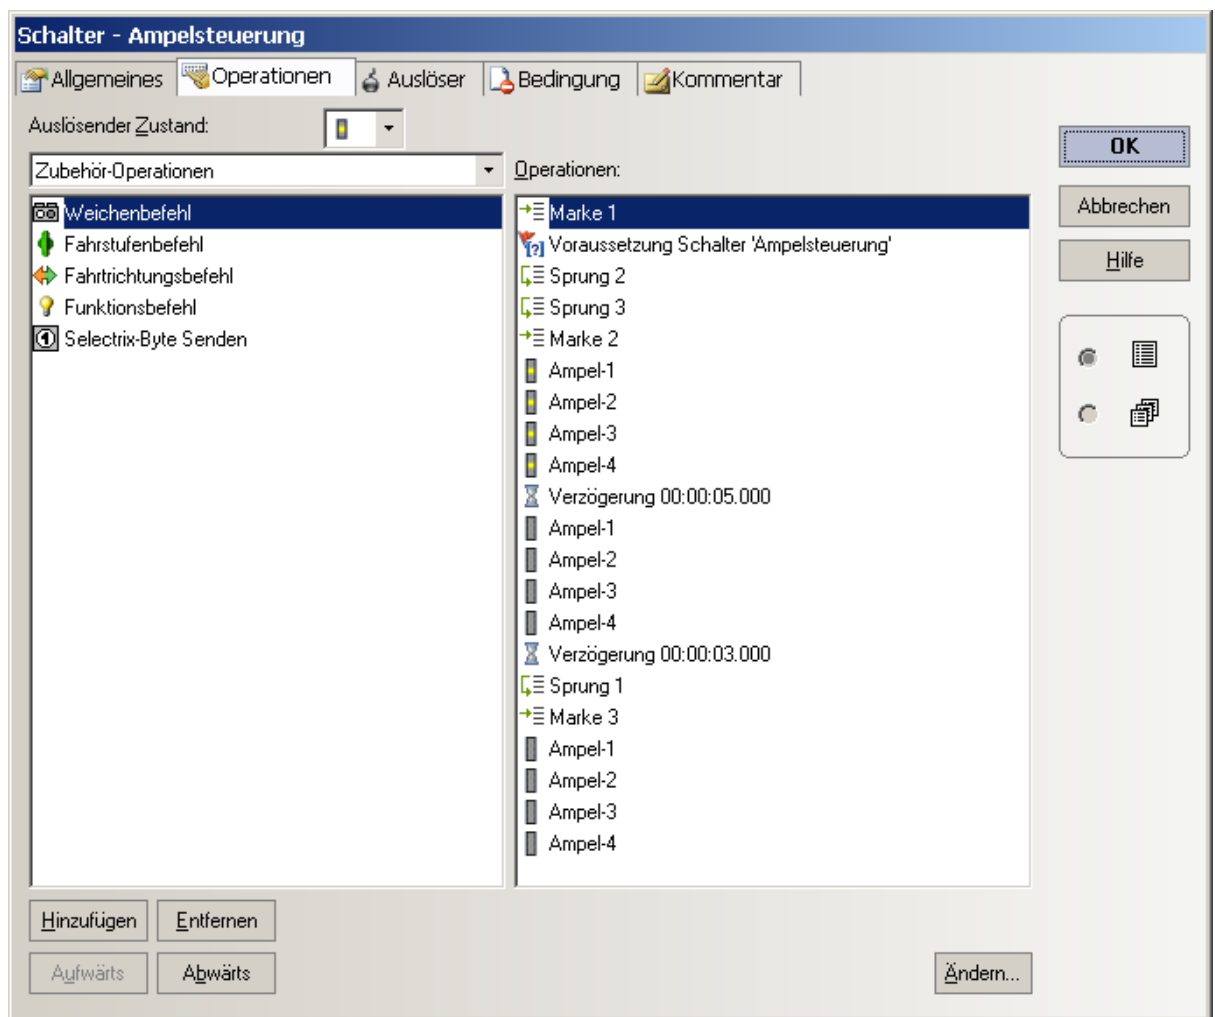 Schalter - Ampelsteuerung
Allgemeines Operationen Auslöser Bedingung Kommentar
Auslösender Zustand:
Zubehör-Operationen
Weichenbefehl
Fahrstufenbefehl
Fahrtrichtungsbefehl
Funktionsbefehl
Selectrix-Byte Senden
Operationen:
Marke 1
Voraussetzung Schalter 'Ampelsteuerung'
Sprung 2
Sprung 3
Marke 2
Ampel-1
Ampel-2
Ampel-3
Ampel-4
Verzögerung 00:00:05.000
Ampel-1
Ampel-2
Ampel-3
Ampel-4
Verzögerung 00:00:03.000
Sprung 1
Marke 3
Ampel-1
Ampel-2
Ampel-3
Ampel-4
OK
Abbrechen
Hilfe
Hinzufügen Entfernen
Aufwärts Abwärts
Ändern...